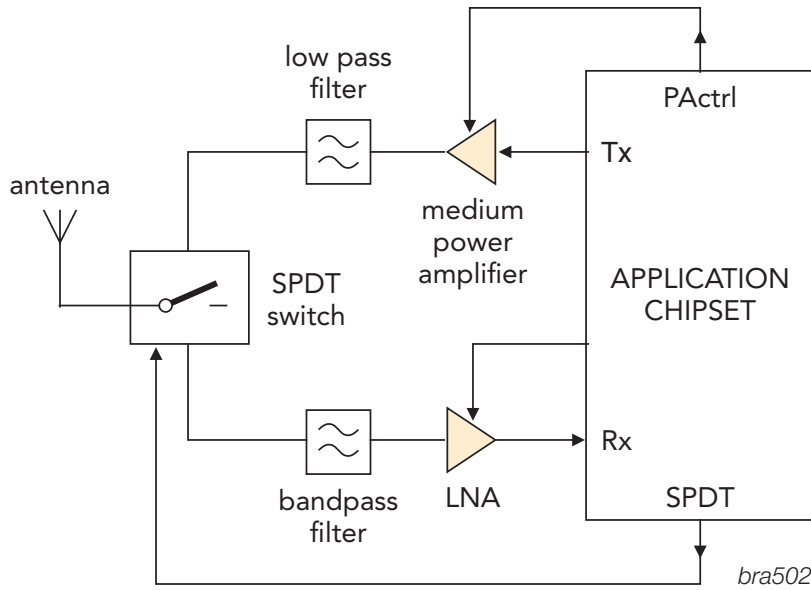 low pass
filter
PActrl
Tx
antenna
medium
power
amplifier
SPDT
switch
APPLICATION
CHIPSET
Rx
bandpass
filter
LNA
SPDT
bra502